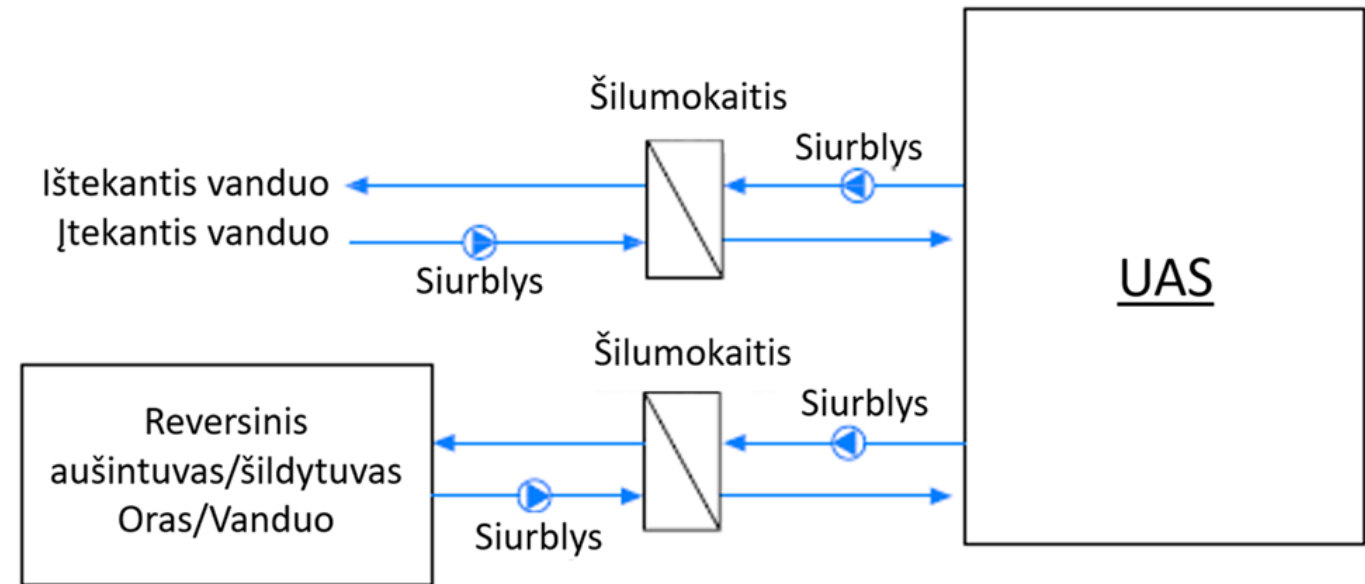 Šilumokaitis
Siurblys
Ištekantis vanduo
Įtekantis vanduo
Siurblys
UAS
Šilumokaitis
Siurblys
Reversinis
aušintuvas/šildytuvas
Oras/Vanduo
Siurblys